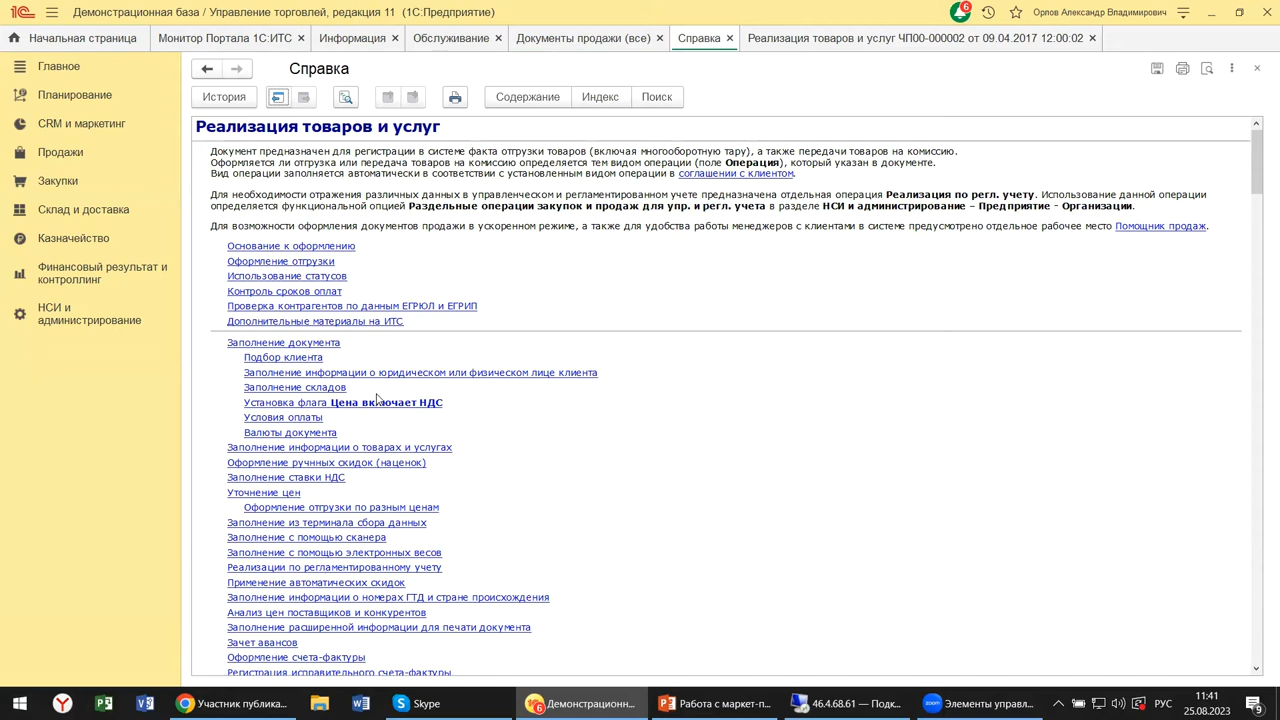 Демонстрационная база / Управление торговлей, редакция 11 (1С:Предприятие)
6
Орлов Александр Владимирович
Начальная страница
Монитор Портала 1С:ИТС
Информация
Обслуживание
Документы продажи (все)
Справка
Реализация товаров и услуг ЧП00-000002 от 09.04.2017 12:00:02
Главное
Планирование
CRM и маркетинг
Продажи
Закупки
Склад и доставка
Казначейство
Финансовый результат и
контроллинг
НСИ и
администрирование
Справка
История
Содержание
Индекс
Поиск
Реализация товаров и услуг
Документ предназначен для регистрации в системе факта отгрузки товаров (включая многооборотную тару), а также передачи товаров на комиссию.
Оформляется ли отгрузка или передача товаров на комиссию определяется тем видом операции (поле Операция), который указан в документе.
Вид операции заполняется автоматически в соответствии с установленным видом операции в соглашении с клиентом.
Для необходимости отражения различных данных в управленческом и регламентированном учете предназначена отдельная операция Реализация по регл. учету. Использование данной операции
определяется функциональной опцией Раздельные операции закупок и продаж для упр. и регл. учета в разделе НСИ и администрирование – Предприятие - Организации.
Для возможности оформления документов продажи в ускоренном режиме, а также для удобства работы менеджеров с клиентами в системе предусмотрено отдельное рабочее место Помощник продаж.
Основание к оформлению
Оформление отгрузки
Использование статусов
Контроль сроков оплат
Проверка контрагентов по данным ЕГРЮЛ и ЕГРИП
Дополнительные материалы на ИТС
Заполнение документа
Подбор клиента
Заполнение информации о юридическом или физическом лице клиента
Заполнение складов
Установка флага Цена включает НДС
Условия оплаты
Валюты документа
Заполнение информации о товарах и услугах
Оформление ручнных скидок (наценок)
Заполнение ставки НДС
Уточнение цен
Оформление отгрузки по разным ценам
Заполнение из терминала сбора данных
Заполнение с помощью сканера
Заполнение с помощью электронных весов
Реализации по регламентированному учету
Применение автоматических скидок
Заполнение информации о номерах ГТД и стране происхождения
Анализ цен поставщиков и конкурентов
Заполнение расширенной информации для печати документа
Зачет авансов
Оформление счета-фактуры
Регистрация исправительного счета-фактуры
Участник публика...
Skype
6
Демонстрационн...
Работа с маркет-п...
46.4.68.61 — Подк...
Элементы управ...
РУС
11:41
25.08.2023
9